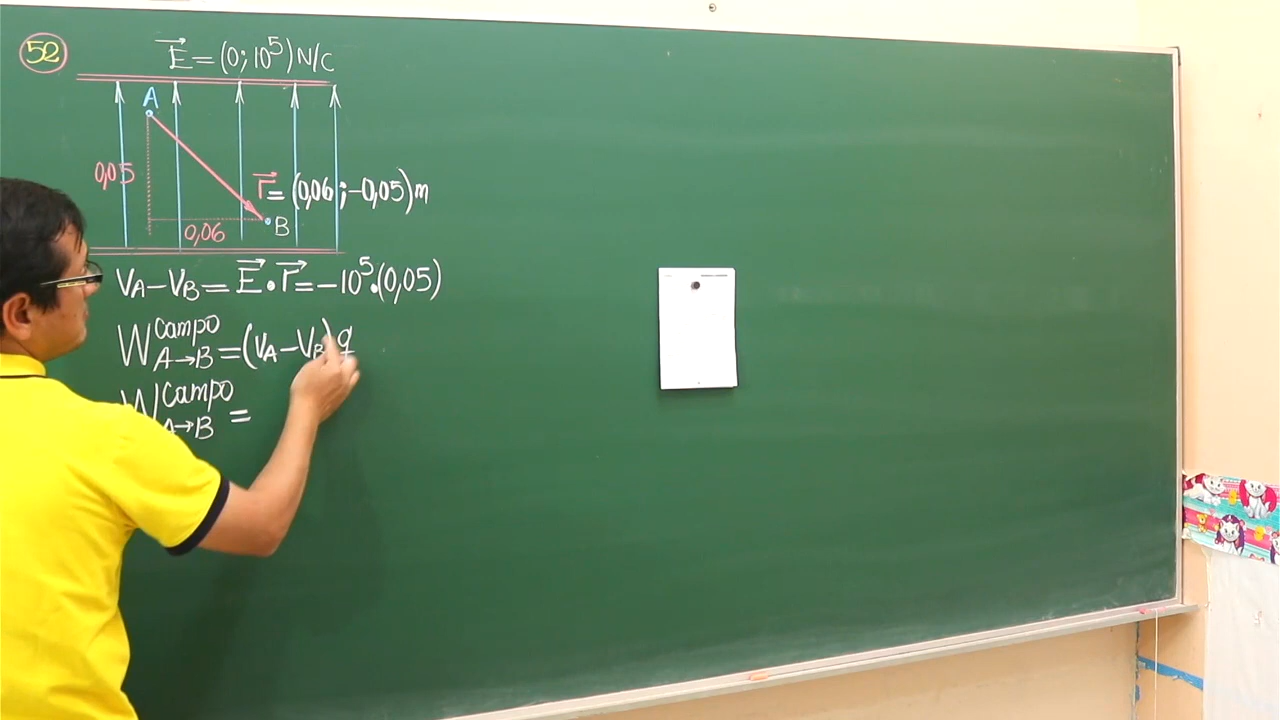 52
E⃗ = (0; 10⁵) N/C
A
0,05
r⃗ = (0,06; -0,05) m
B
0,06
V_A - V_B = E⃗ • r⃗ = -10⁵•(0,05)
W^Campo_A→B = (V_A - V_B) q
W^Campo_A→B =